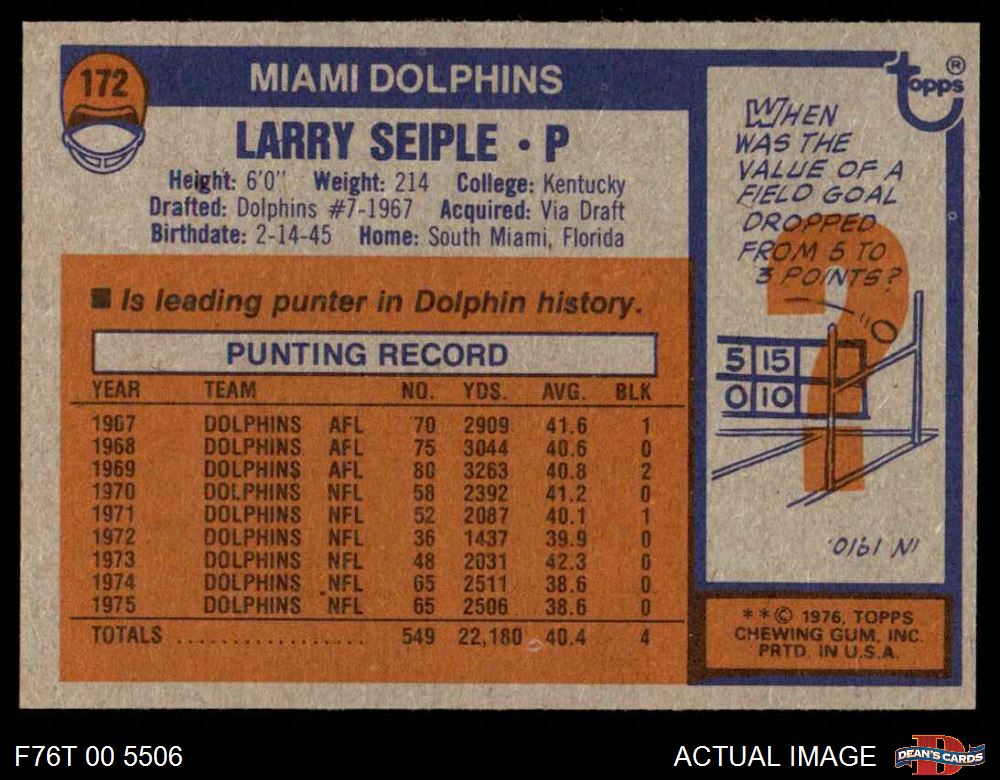 172
MIAMI DOLPHINS
LARRY SEIPLE • P
Height: 6'0" Weight: 214 College: Kentucky
Drafted: Dolphins #7-1967 Acquired: Via Draft
Birthdate: 2-14-45 Home: South Miami, Florida
■ Is leading punter in Dolphin history.
PUNTING RECORD
YEAR TEAM NO. YDS. AVG. BLK
1967 DOLPHINS AFL 70 2909 41.6 1
1968 DOLPHINS AFL 75 3044 40.6 0
1969 DOLPHINS AFL 80 3263 40.8 2
1970 DOLPHINS NFL 58 2392 41.2 0
1971 DOLPHINS NFL 52 2087 40.1 1
1972 DOLPHINS NFL 36 1437 39.9 0
1973 DOLPHINS NFL 48 2031 42.3 0
1974 DOLPHINS NFL 65 2511 38.6 0
1975 DOLPHINS NFL 65 2506 38.6 0
TOTALS .................. 549 22,180 40.4 4
topps®
WHEN
WAS THE
VALUE OF A
FIELD GOAL
DROPPED
FROM 5 TO
3 POINTS?
?
5 15
0 10
IN 1910.
**© 1976, TOPPS
CHEWING GUM, INC.
PRTD. IN U.S.A.
F76T 00 5506
ACTUAL IMAGE
D
DEAN'S CARDS